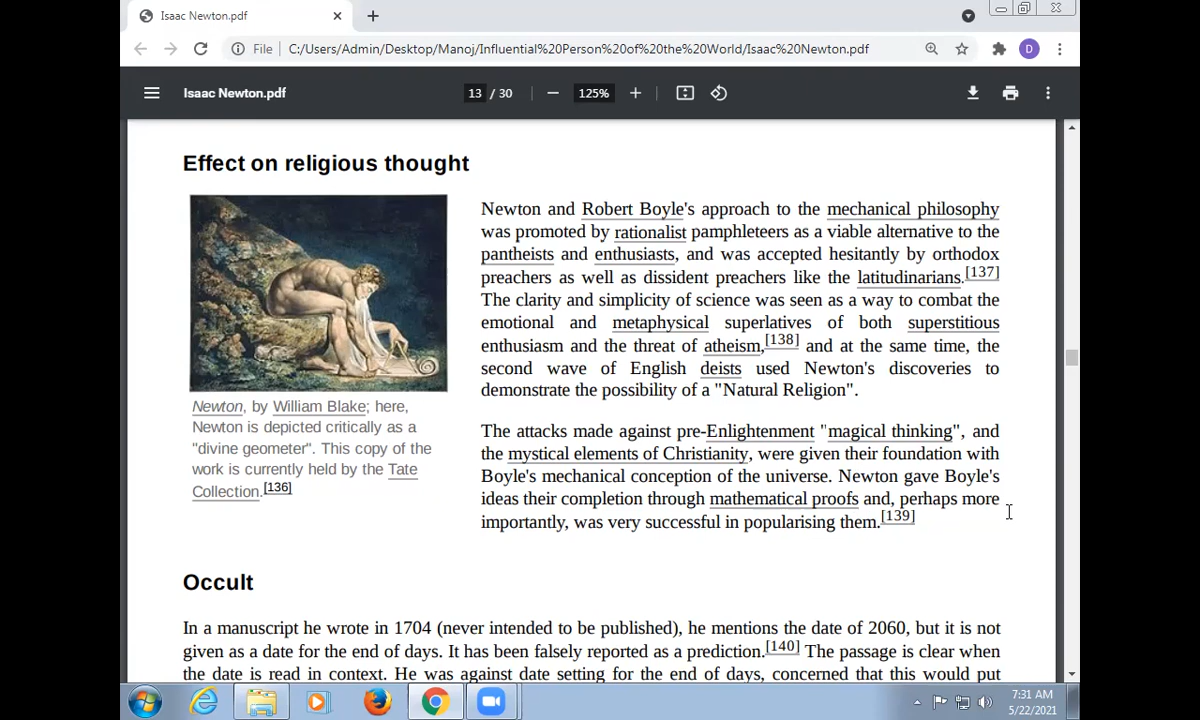 Isaac Newton.pdf
File
C:/Users/Admin/Desktop/Manoj/Influential%20Person%20of%20the%20World/Isaac%20Newton.pdf
D
Isaac Newton.pdf
13 / 30
125%
Effect on religious thought
Newton and Robert Boyle's approach to the mechanical philosophy
was promoted by rationalist pamphleteers as a viable alternative to the
pantheists and enthusiasts, and was accepted hesitantly by orthodox
preachers as well as dissident preachers like the latitudinarians.[137]
The clarity and simplicity of science was seen as a way to combat the
emotional and metaphysical superlatives of both superstitious
enthusiasm and the threat of atheism,[138] and at the same time, the
second wave of English deists used Newton's discoveries to
demonstrate the possibility of a "Natural Religion".
Newton, by William Blake; here,
Newton is depicted critically as a
"divine geometer". This copy of the
work is currently held by the Tate
Collection.[136]
The attacks made against pre-Enlightenment "magical thinking", and
the mystical elements of Christianity, were given their foundation with
Boyle's mechanical conception of the universe. Newton gave Boyle's
ideas their completion through mathematical proofs and, perhaps more
importantly, was very successful in popularising them.[139]
Occult
In a manuscript he wrote in 1704 (never intended to be published), he mentions the date of 2060, but it is not
given as a date for the end of days. It has been falsely reported as a prediction.[140] The passage is clear when
the date is read in context. He was against date setting for the end of days, concerned that this would put
7:31 AM
5/22/2021